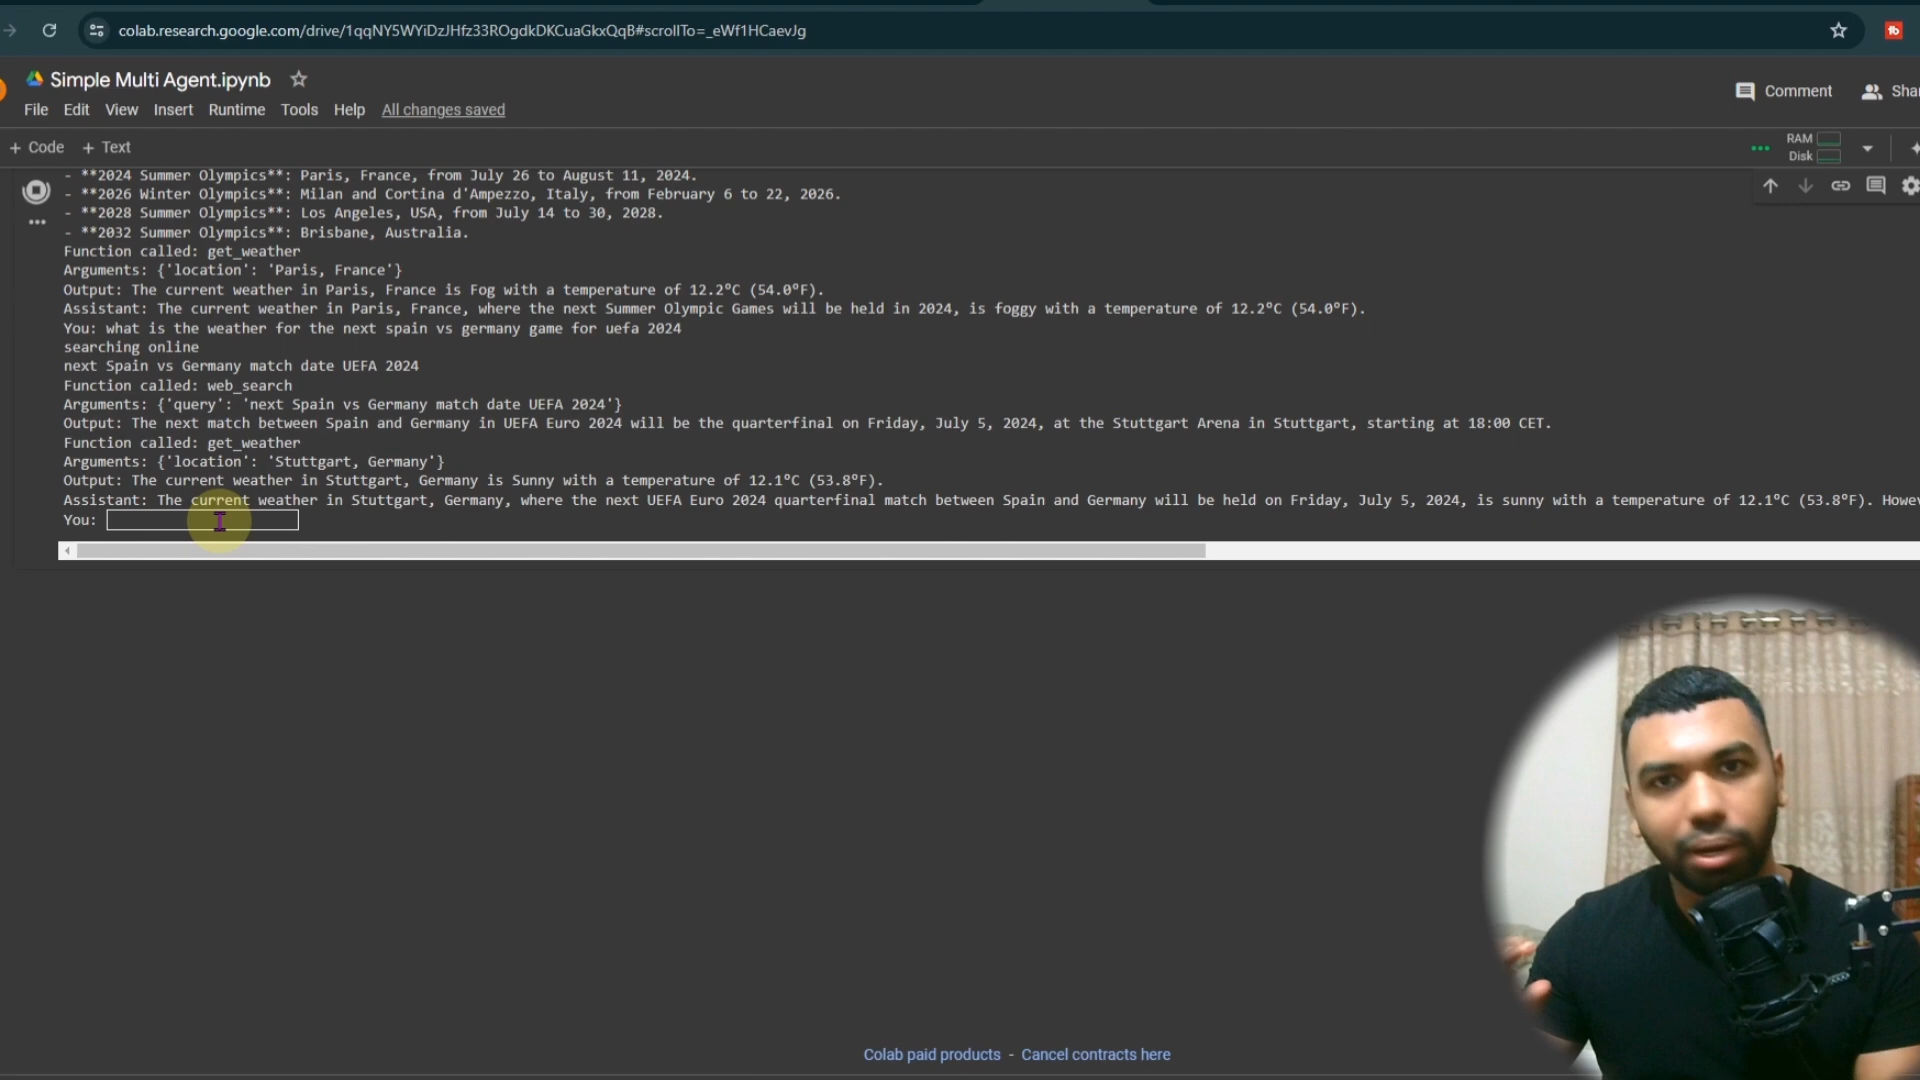 colab.research.google.com/drive/1qqNY5WYiDzJHfz33ROgdkDKCuaGkxQqB#scrollTo=_eWf1HCaevJg
Simple Multi Agent.ipynb
Comment
Shar
File Edit View Insert Runtime Tools Help All changes saved
+ Code + Text
RAM
Disk
- **2024 Summer Olympics**: Paris, France, from July 26 to August 11, 2024.
- **2026 Winter Olympics**: Milan and Cortina d'Ampezzo, Italy, from February 6 to 22, 2026.
- **2028 Summer Olympics**: Los Angeles, USA, from July 14 to 30, 2028.
- **2032 Summer Olympics**: Brisbane, Australia.
Function called: get_weather
Arguments: {'location': 'Paris, France'}
Output: The current weather in Paris, France is Fog with a temperature of 12.2°C (54.0°F).
Assistant: The current weather in Paris, France, where the next Summer Olympic Games will be held in 2024, is foggy with a temperature of 12.2°C (54.0°F).
You: what is the weather for the next spain vs germany game for uefa 2024
searching online
next Spain vs Germany match date UEFA 2024
Function called: web_search
Arguments: {'query': 'next Spain vs Germany match date UEFA 2024'}
Output: The next match between Spain and Germany in UEFA Euro 2024 will be the quarterfinal on Friday, July 5, 2024, at the Stuttgart Arena in Stuttgart, starting at 18:00 CET.
Function called: get_weather
Arguments: {'location': 'Stuttgart, Germany'}
Output: The current weather in Stuttgart, Germany is Sunny with a temperature of 12.1°C (53.8°F).
Assistant: The current weather in Stuttgart, Germany, where the next UEFA Euro 2024 quarterfinal match between Spain and Germany will be held on Friday, July 5, 2024, is sunny with a temperature of 12.1°C (53.8°F). Howev
You:
Colab paid products - Cancel contracts here